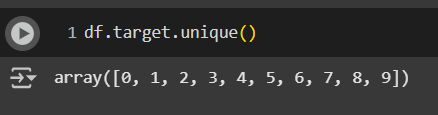 1 df.target.unique()
array([0, 1, 2, 3, 4, 5, 6, 7, 8, 9])